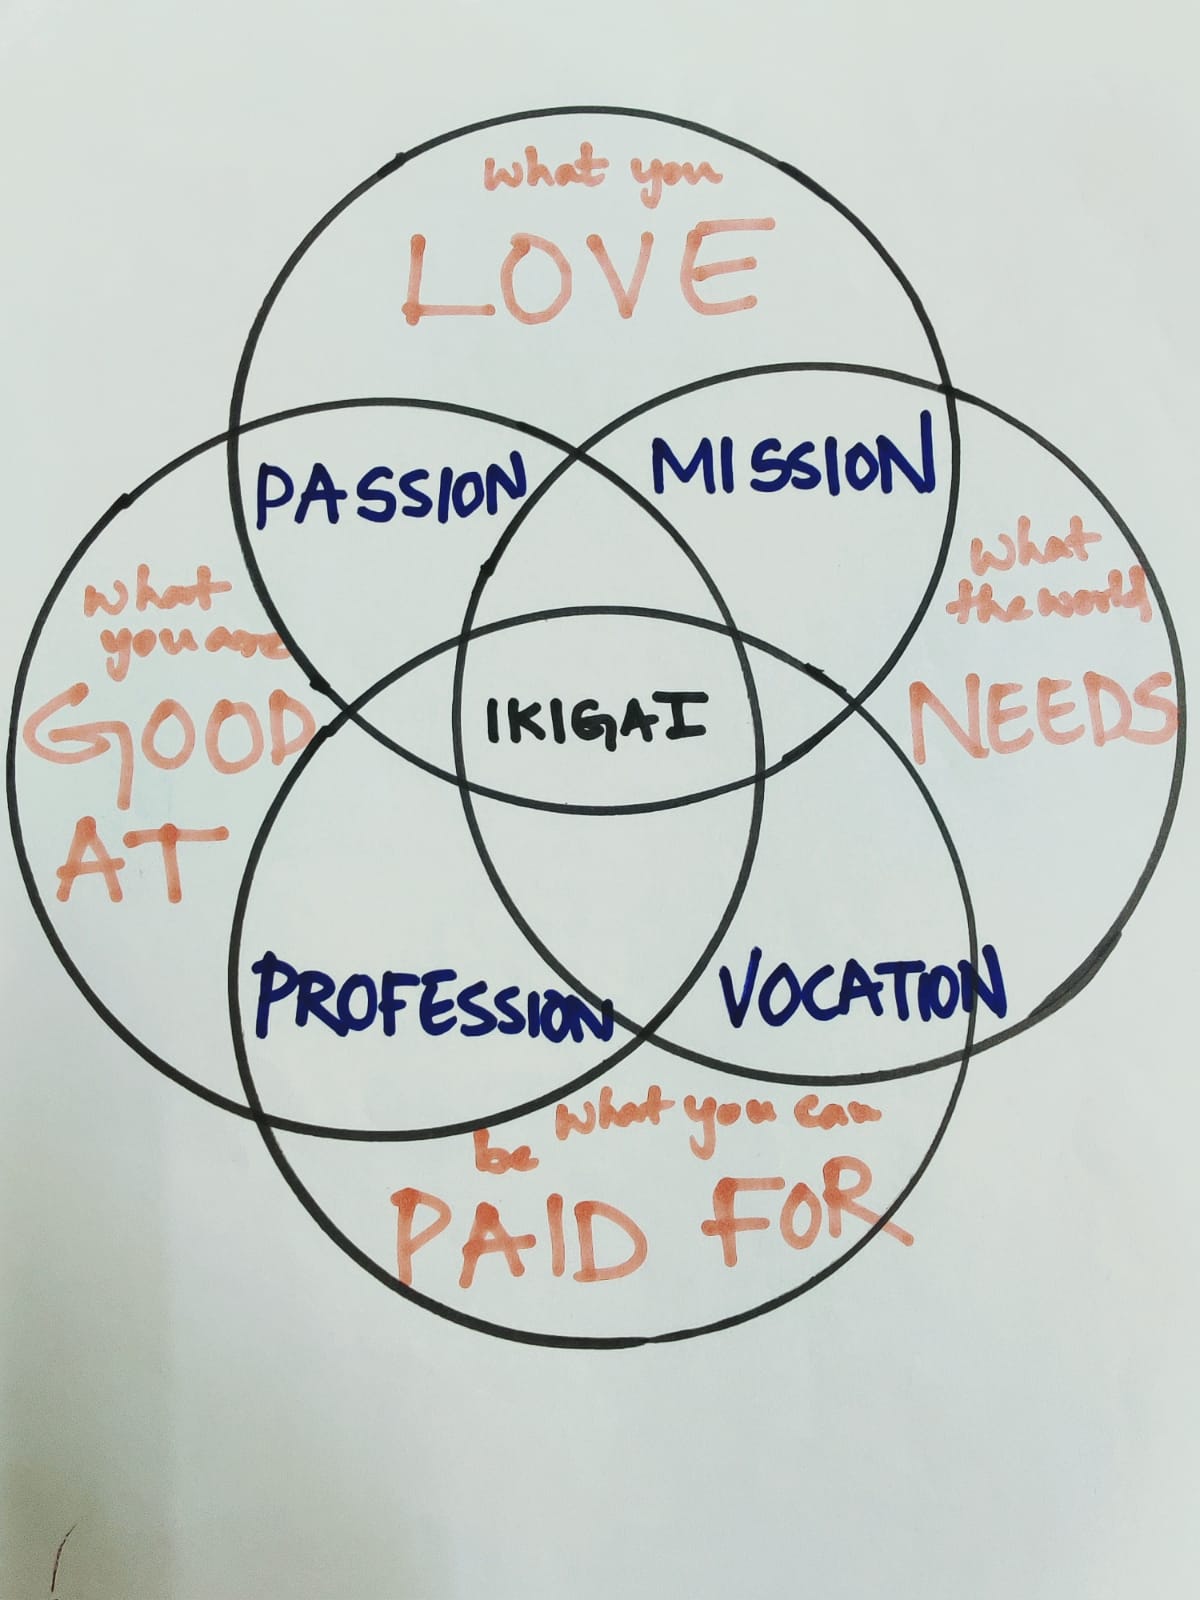 What you
LOVE
PASSION
MISSION
What
you are
GOOD
AT
What
the world
NEEDS
IKIGAI
PROFESSION
VOCATION
What you can
be
PAID FOR